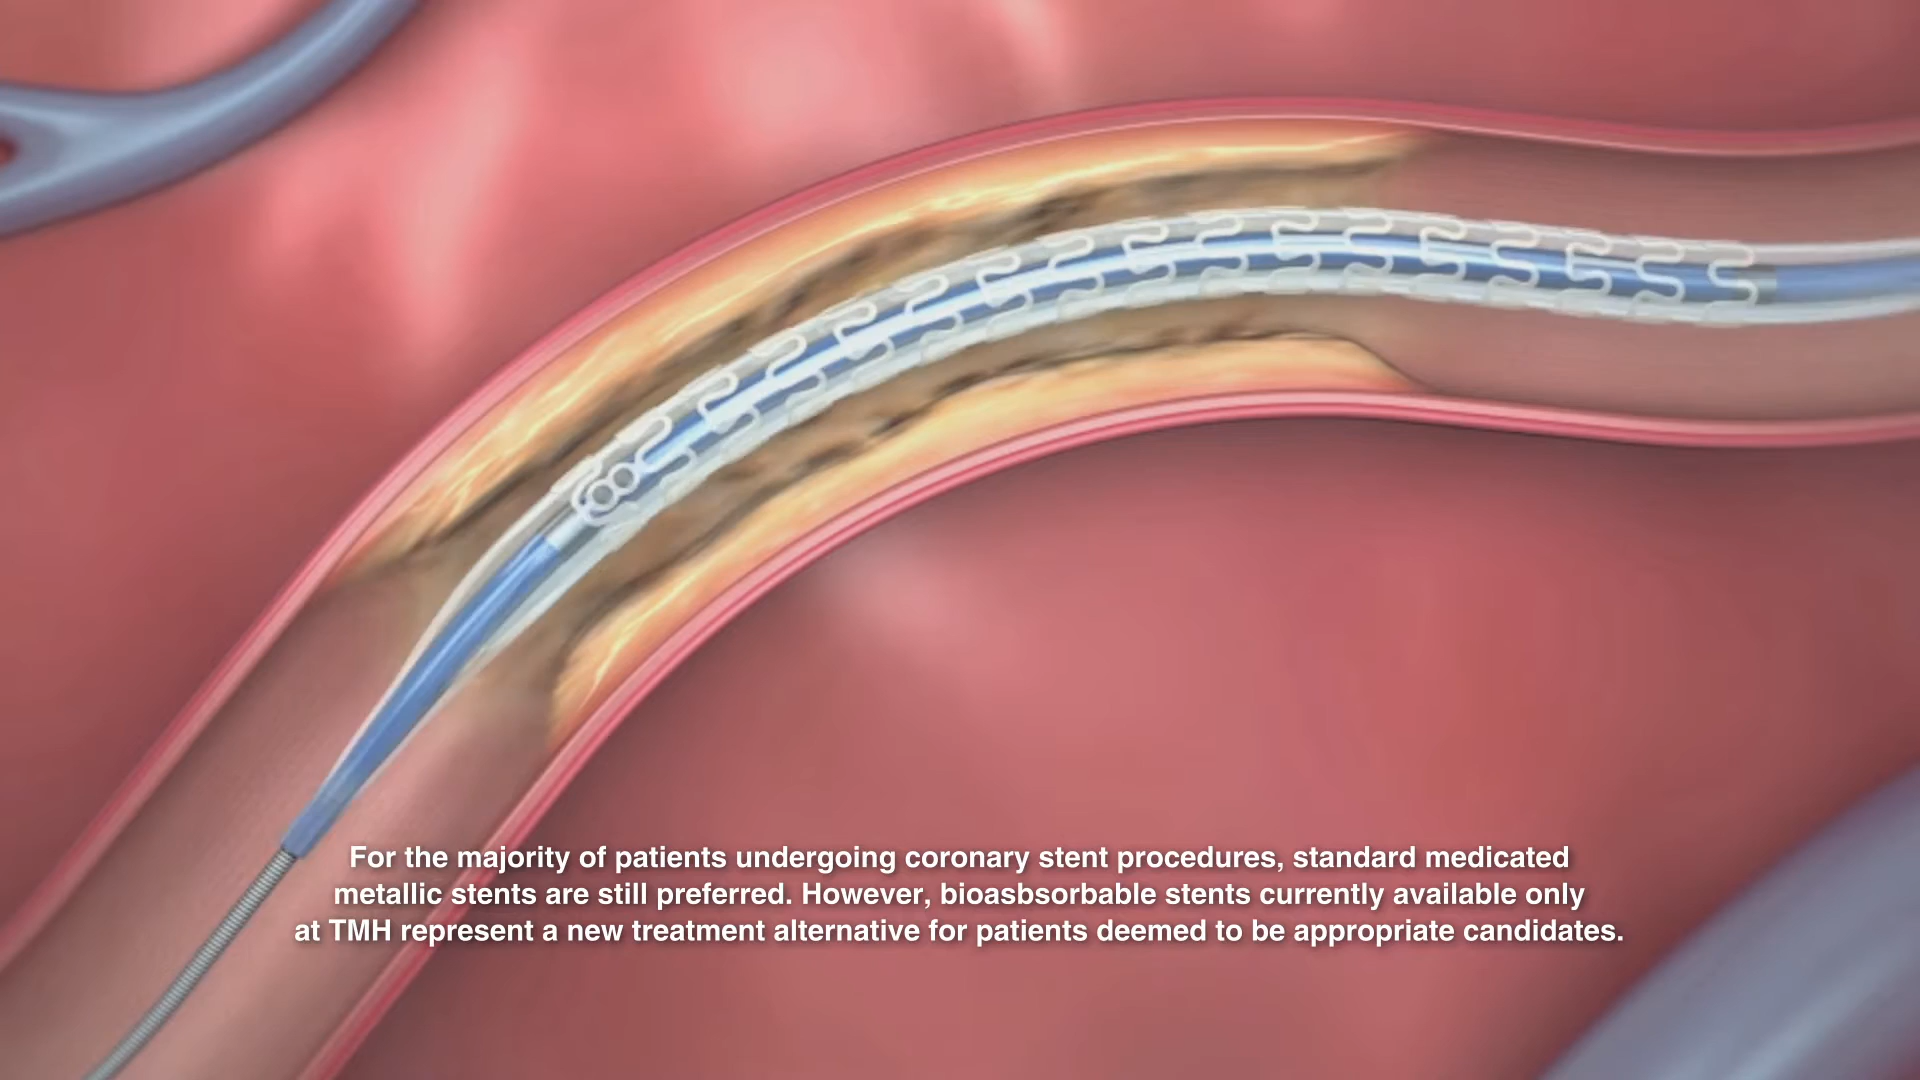 For the majority of patients undergoing coronary stent procedures, standard medicated
metallic stents are still preferred. However, bioasbsorbable stents currently available only
at TMH represent a new treatment alternative for patients deemed to be appropriate candidates.